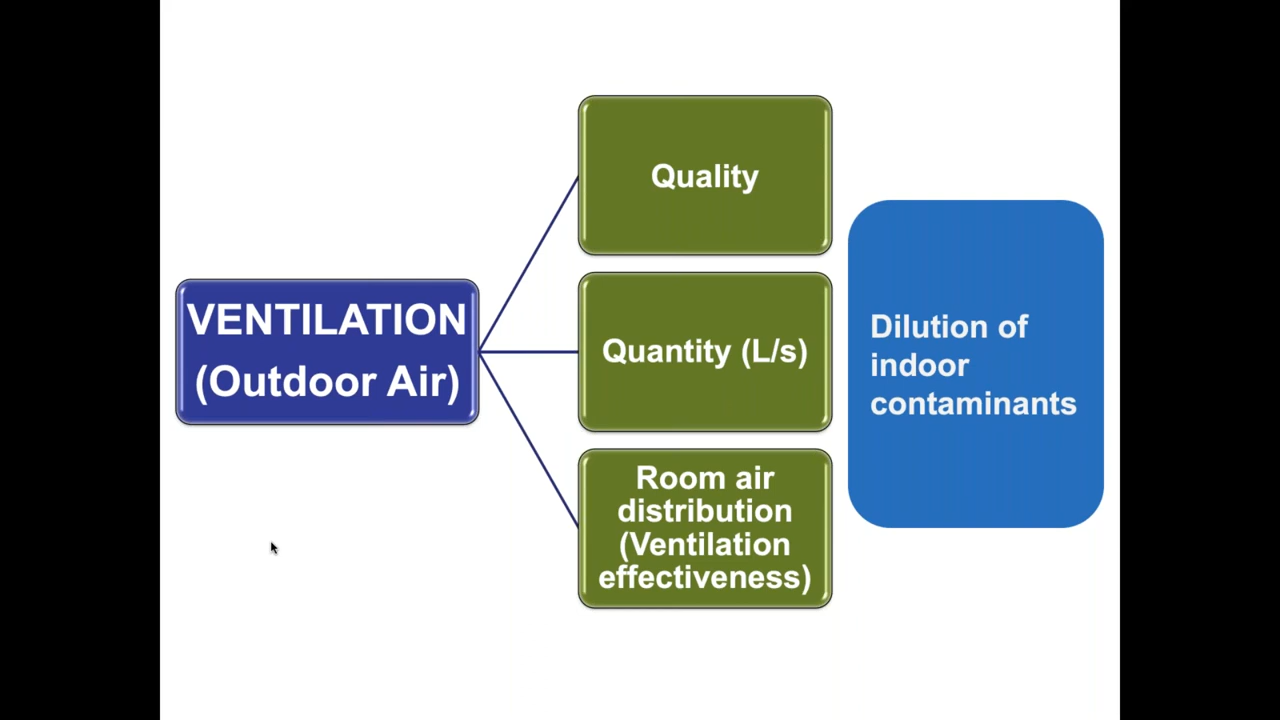 VENTILATION
(Outdoor Air)
Quality
Quantity (L/s)
Room air
distribution
(Ventilation
effectiveness)
Dilution of
indoor
contaminants